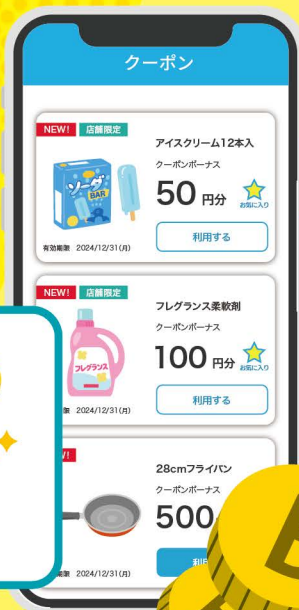 クーポン
NEW! 店舗限定
アイスクリーム12本入
クーポンボーナス
50 円分
お気に入り
ソーダ
BAR
有効期限 2024/12/31(月)
利用する
NEW! 店舗限定
フレグランス柔軟剤
クーポンボーナス
100 円分
お気に入り
フレグランス
2024/12/31(月)
利用する
28cmフライパン
クーポンボーナス
500
2024/12/31(月)